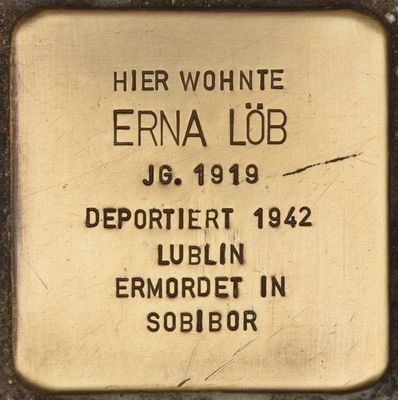 HIER WOHNTE
ERNA LÖB
JG. 1919
DEPORTIERT 1942
LUBLIN
ERMORDET IN
SOBIBOR